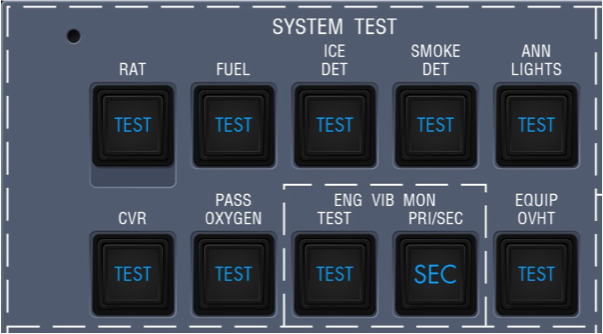 SYSTEM TEST
RAT FUEL ICE DET SMOKE DET ANN LIGHTS
TEST TEST TEST TEST TEST
CVR PASS OXYGEN ENG VIB MON TEST PRI/SEC EQUIP OVHT
TEST TEST TEST SEC TEST